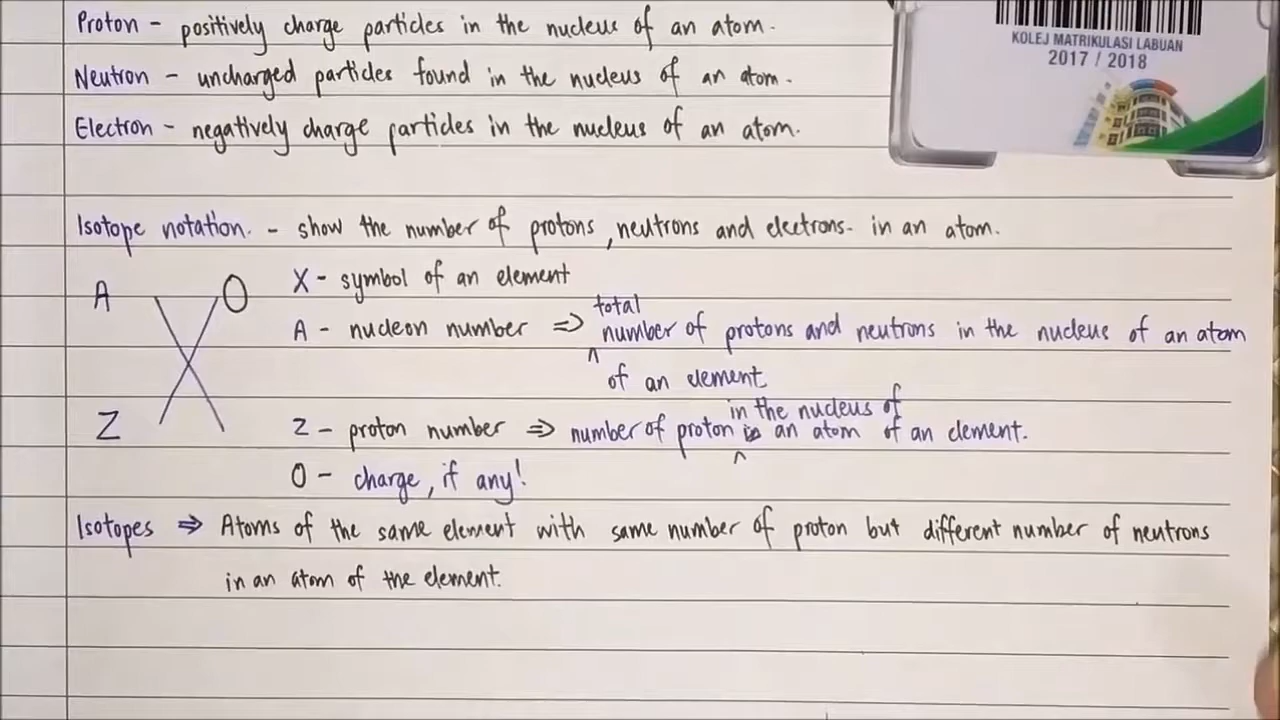 Proton - positively charge particles in the nucleus of an atom.
KOLEJ MATRIKULASI LABUAN
2017 / 2018
Neutron - uncharged particles found in the nucleus of an atom.
Electron - negatively charge particles in the nucleus of an atom.
Isotope notation. - show the number of protons, neutrons and electrons. in an atom.
X - symbol of an element
A X O
total
A - nucleon number ⇒ ^ number of protons and neutrons in the nucleus of an atom
of an element
in the nucleus of
Z
Z - proton number ⇒ number of proton ^ an atom of an element.
O - charge, if any!
Isotopes ⇒ Atoms of the same element with same number of proton but different number of neutrons
in an atom of the element.